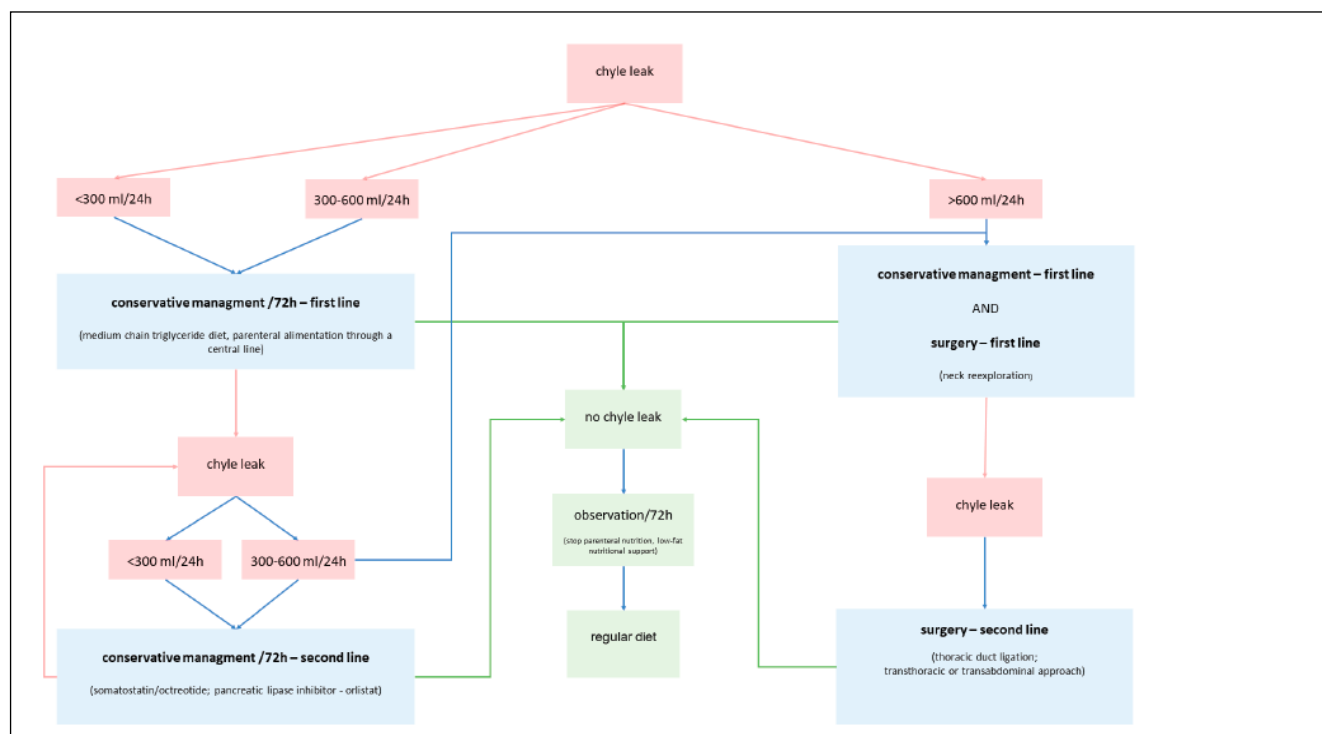 chyle leak
<300 ml/24h
300-600 ml/24h
>600 ml/24h
conservative managment /72h – first line
(medium chain triglyceride diet, parenteral alimentation through a
central line)
conservative managment – first line
AND
surgery – first line
(neck reexploration)
no chyle leak
chyle leak
chyle leak
observation/72h
(stop parenteral nutrition, low-fat
nutritional support)
<300 ml/24h
300-600 ml/24h
regular diet
conservative managment /72h – second line
(somatostatin/octreotide; pancreatic lipase inhibitor - orlistat)
surgery – second line
(thoracic duct ligation;
transthoracic or transabdominal approach)